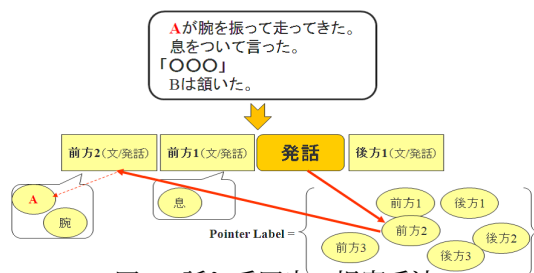 Aが腕を振って走ってきた。
息をついて言った。
「〇〇〇」
Bは頷いた。
前方2(文/発話)
前方1(文/発話)
発話
後方1(文/発話)
A
腕
息
Pointer Label =
前方1
後方1
前方2
後方2
前方3
後方3